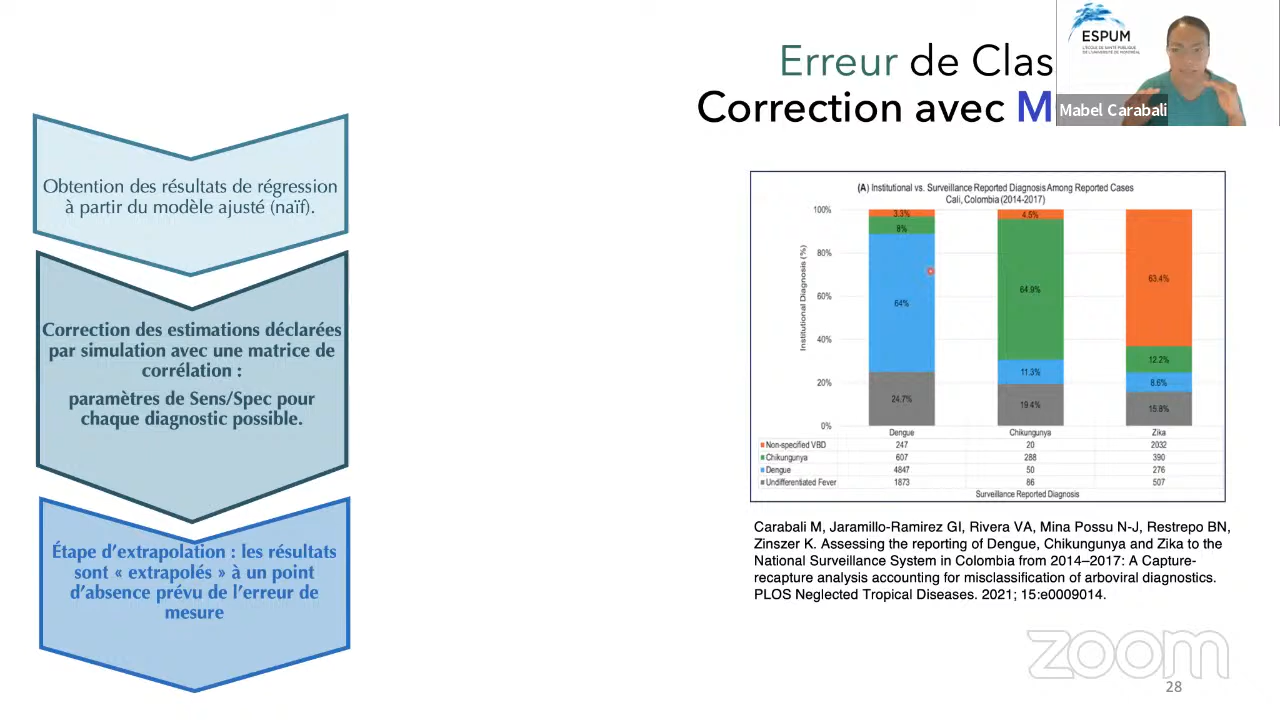 Erreur de Clas
Correction avec M
ESPUM
L'ÉCOLE DE SANTÉ PUBLIQUE
DE L'UNIVERSITÉ DE MONTRÉAL
Mabel Carabali
Obtention des résultats de régression
à partir du modèle ajusté (naïf).
Correction des estimations déclarées
par simulation avec une matrice de
corrélation :
paramètres de Sens/Spec pour
chaque diagnostic possible.
Étape d'extrapolation : les résultats
sont « extrapolés » à un point
d'absence prévu de l'erreur de
mesure
(A) Institutional vs. Surveillance Reported Diagnosis Among Reported Cases
Cali, Colombia (2014-2017)
Institutional Diagnosis (%)
100%
80%
60%
40%
20%
0%
3.3%
8%
64%
24.7%
4.5%
64.9%
11.3%
19.4%
63.4%
12.2%
8.6%
15.8%
Dengue Chikungunya Zika
Non-specified VBD 247 20 2032
Chikungunya 607 288 390
Dengue 4847 50 276
Undifferentiated Fever 1873 86 507
Surveillance Reported Diagnosis
Carabali M, Jaramillo-Ramirez GI, Rivera VA, Mina Possu N-J, Restrepo BN,
Zinszer K. Assessing the reporting of Dengue, Chikungunya and Zika to the
National Surveillance System in Colombia from 2014–2017: A Capture-
recapture analysis accounting for misclassification of arboviral diagnostics.
PLOS Neglected Tropical Diseases. 2021; 15:e0009014.
zoom
28